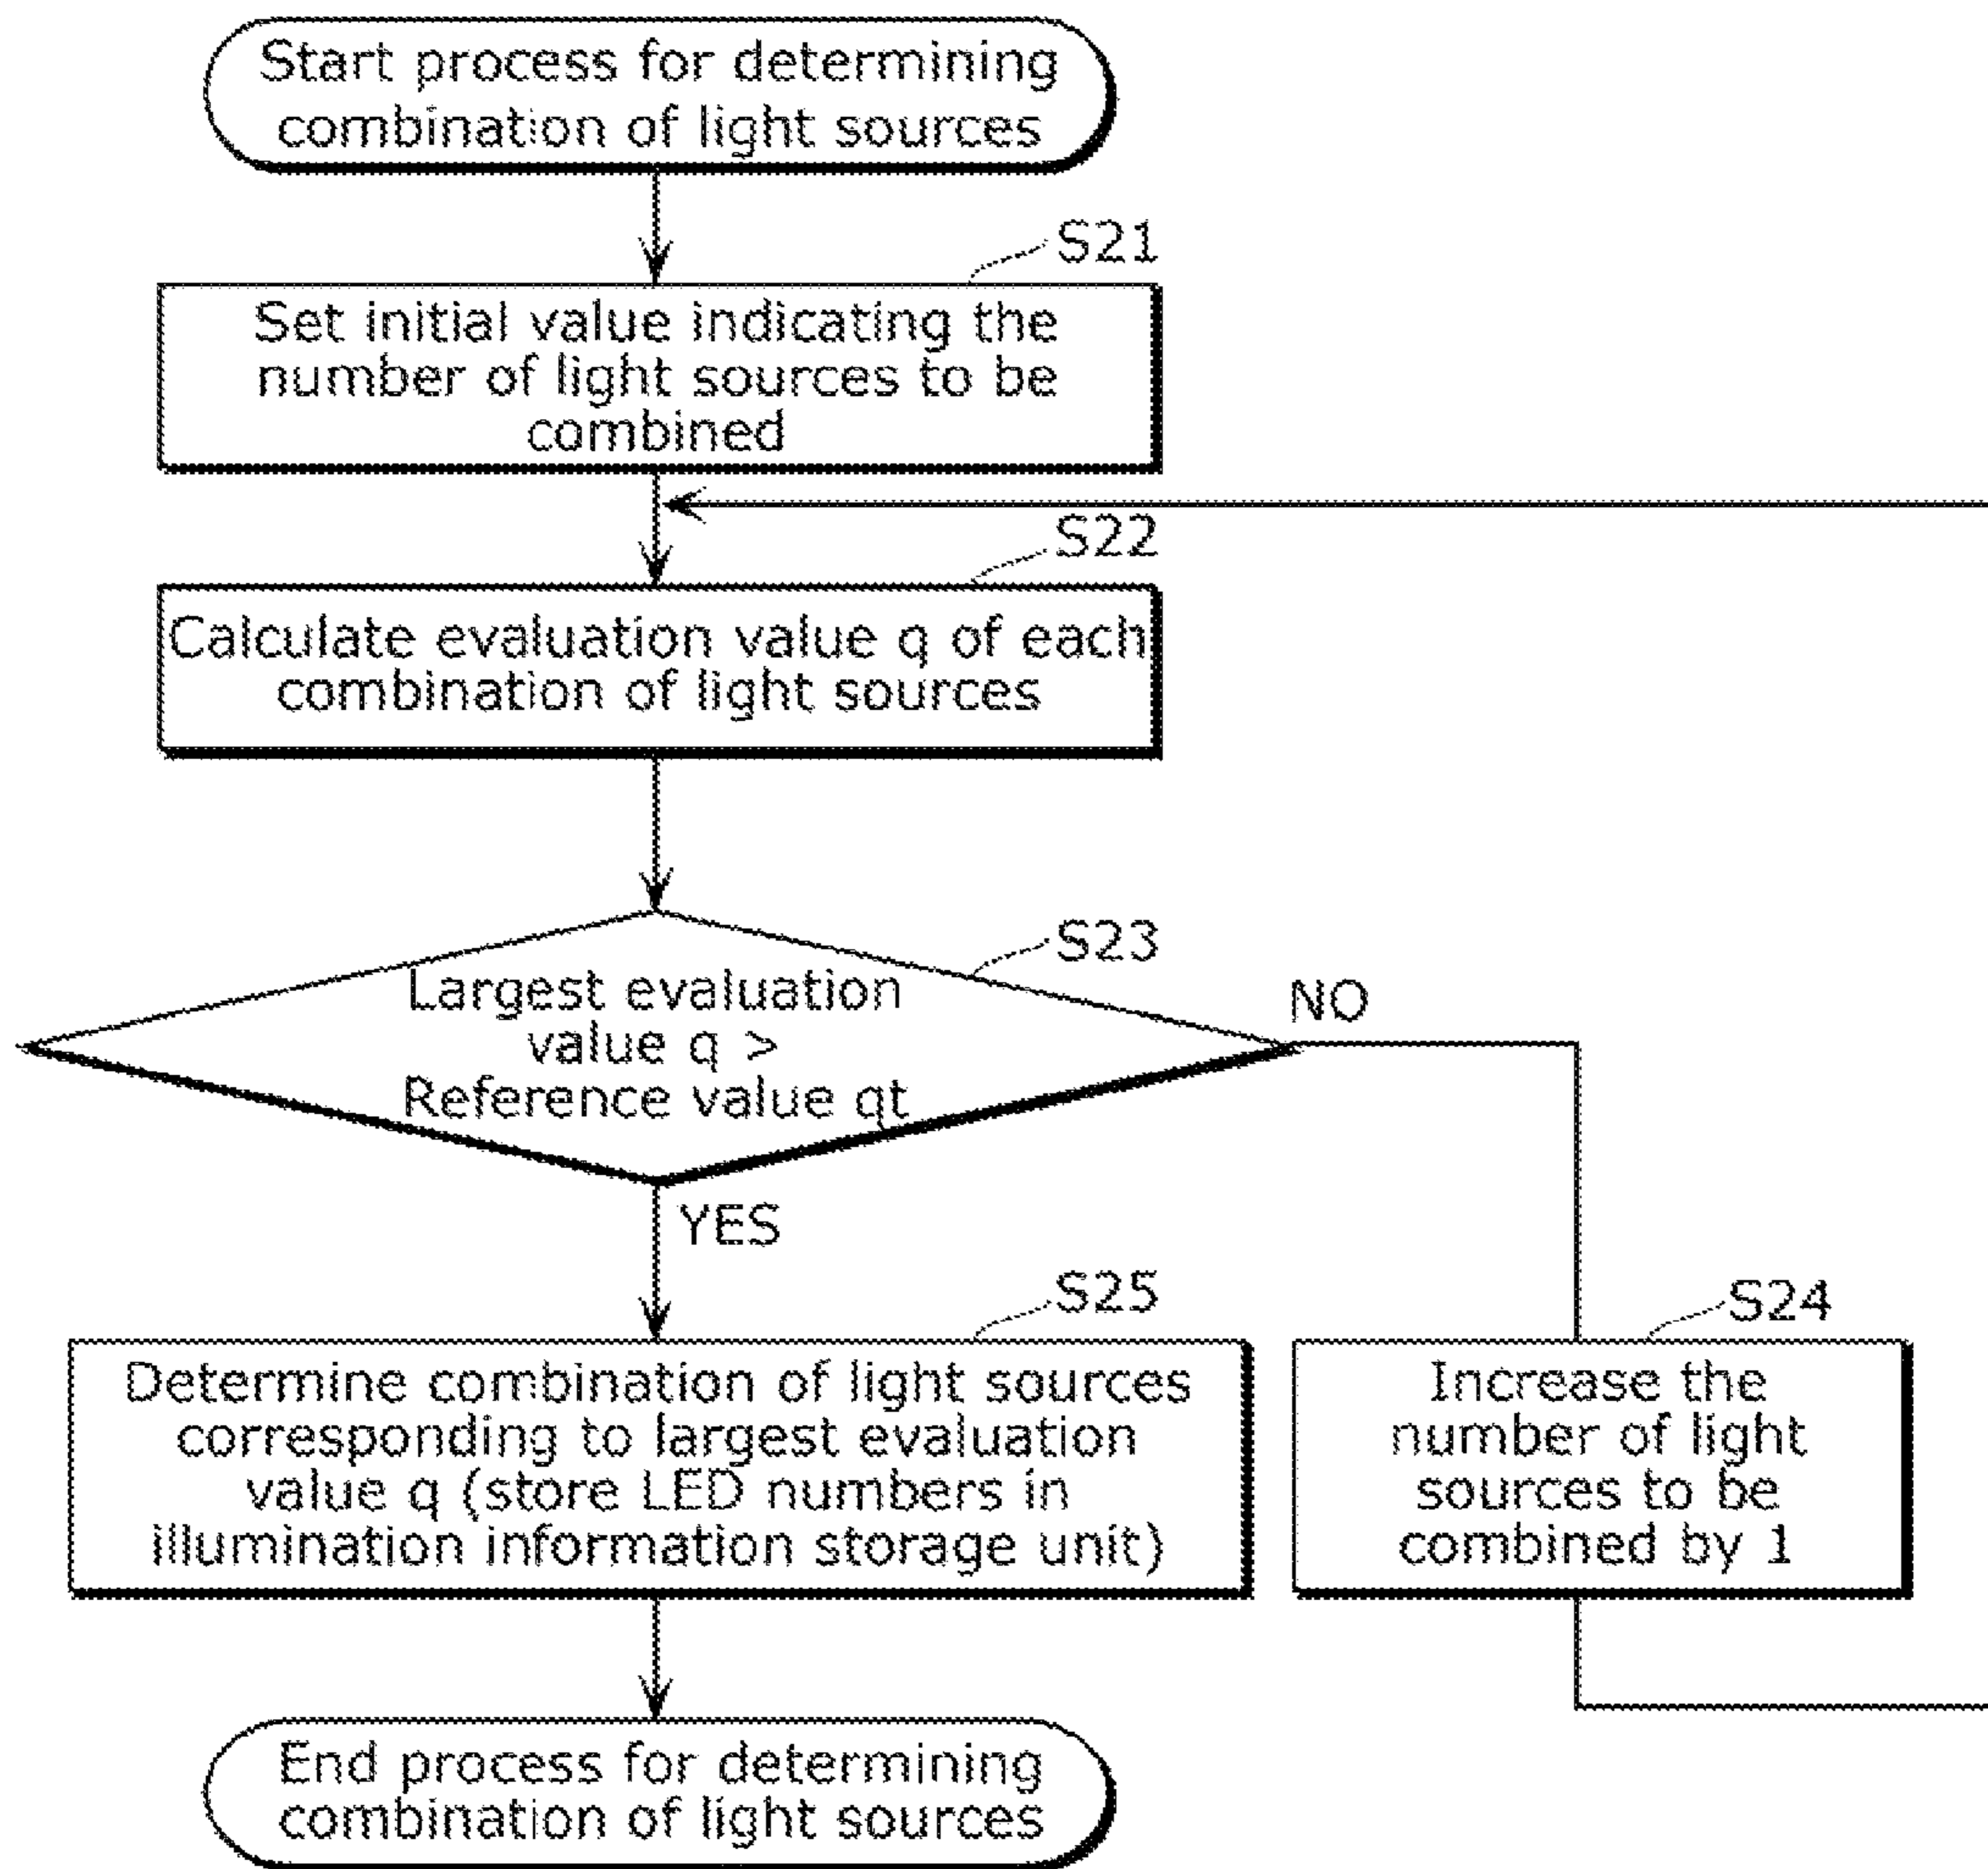 Start process for determining
combination of light sources
S21
Set initial value indicating the
number of light sources to be
combined
S22
Calculate evaluation value q of each
combination of light sources
S23
Largest evaluation
value q >
Reference value qt
NO
YES
S25
Determine combination of light sources
corresponding to largest evaluation
value q (store LED numbers in
illumination information storage unit)
S24
Increase the
number of light
sources to be
combined by 1
End process for determining
combination of light sources